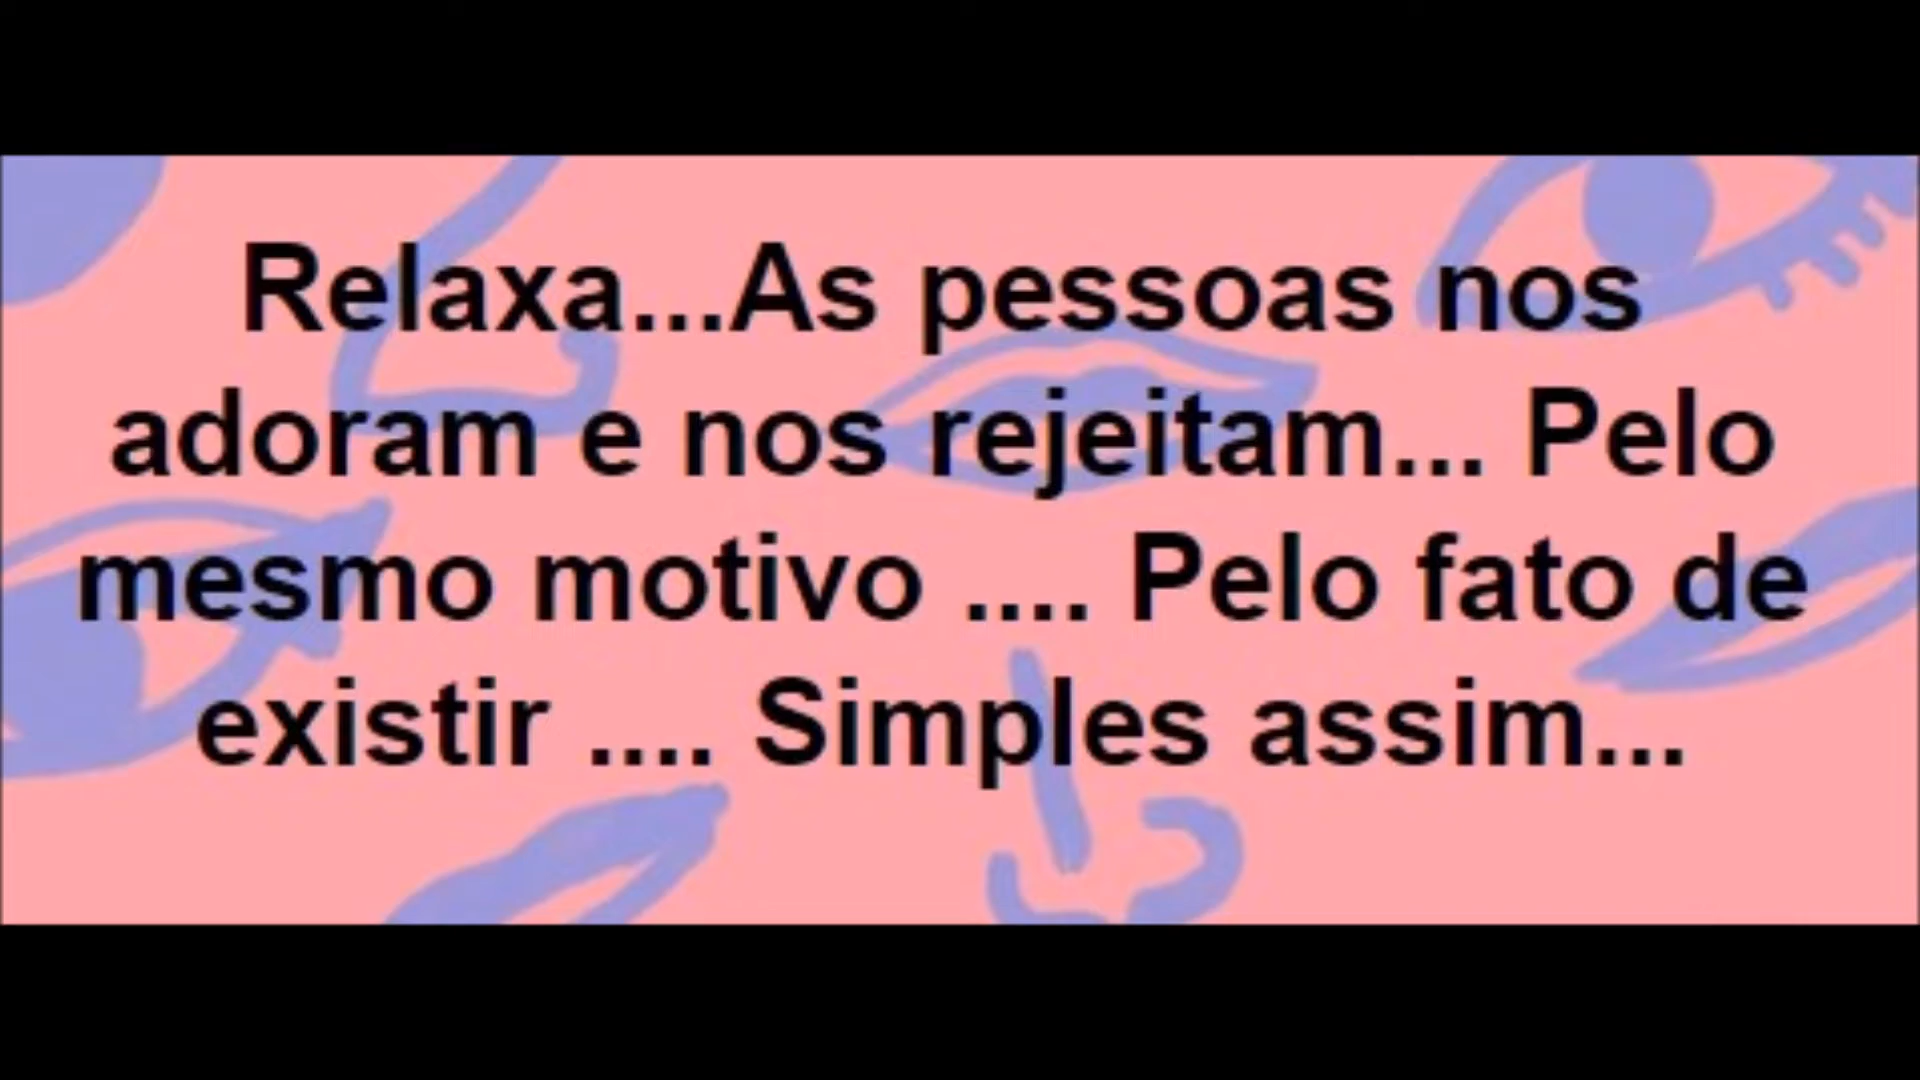 Relaxa...As pessoas nos
adoram e nos rejeitam... Pelo
mesmo motivo .... Pelo fato de
existir .... Simples assim...